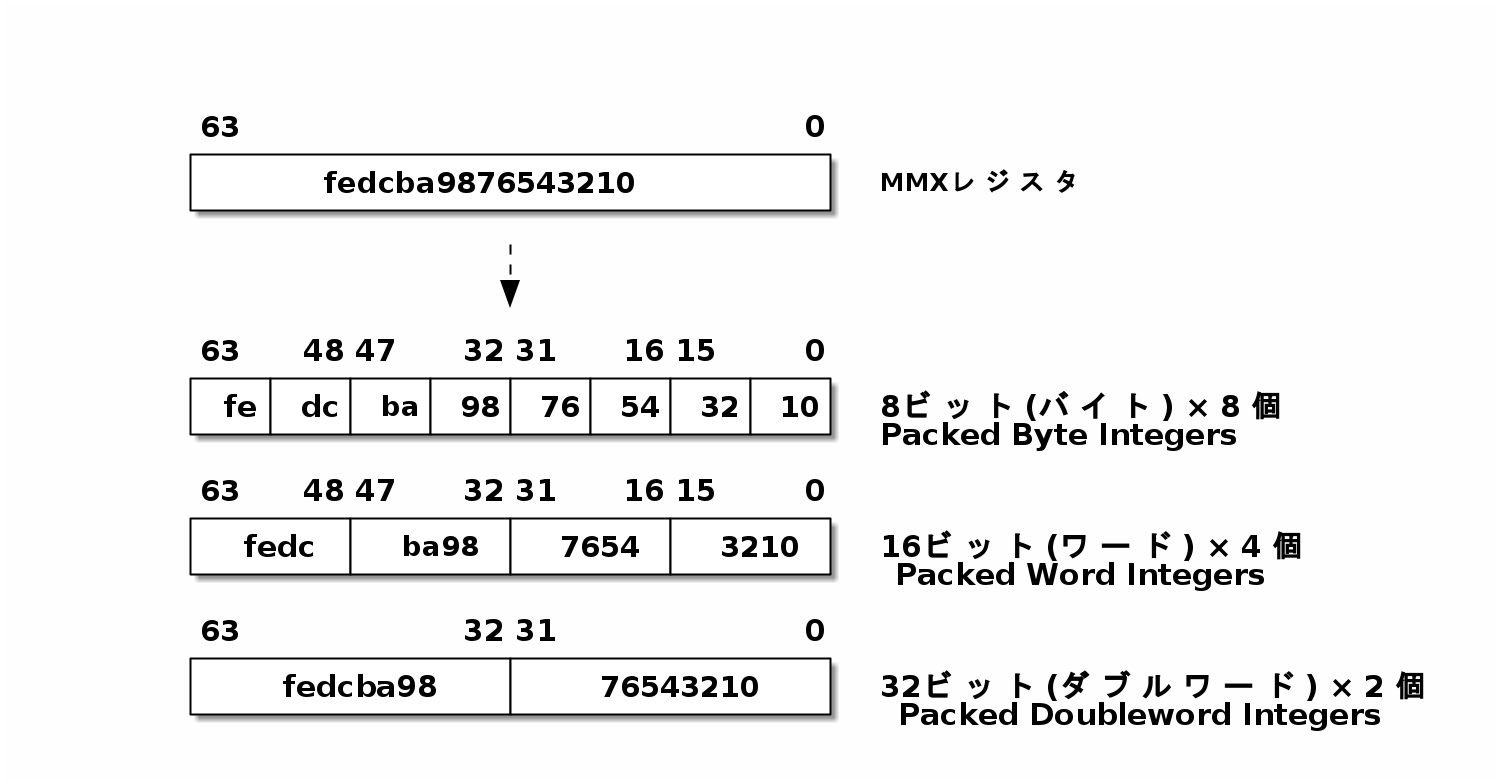 63 0
fedcba9876543210 MMXレジスタ
63 48 47 32 31 16 15 0
fe dc ba 98 76 54 32 10 8ビット(バイト)×8個
Packed Byte Integers
63 48 47 32 31 16 15 0
fedc ba98 7654 3210 16ビット(ワード)×4個
Packed Word Integers
63 32 31 0
fedcba98 76543210 32ビット(ダブルワード)×2個
Packed Doubleword Integers